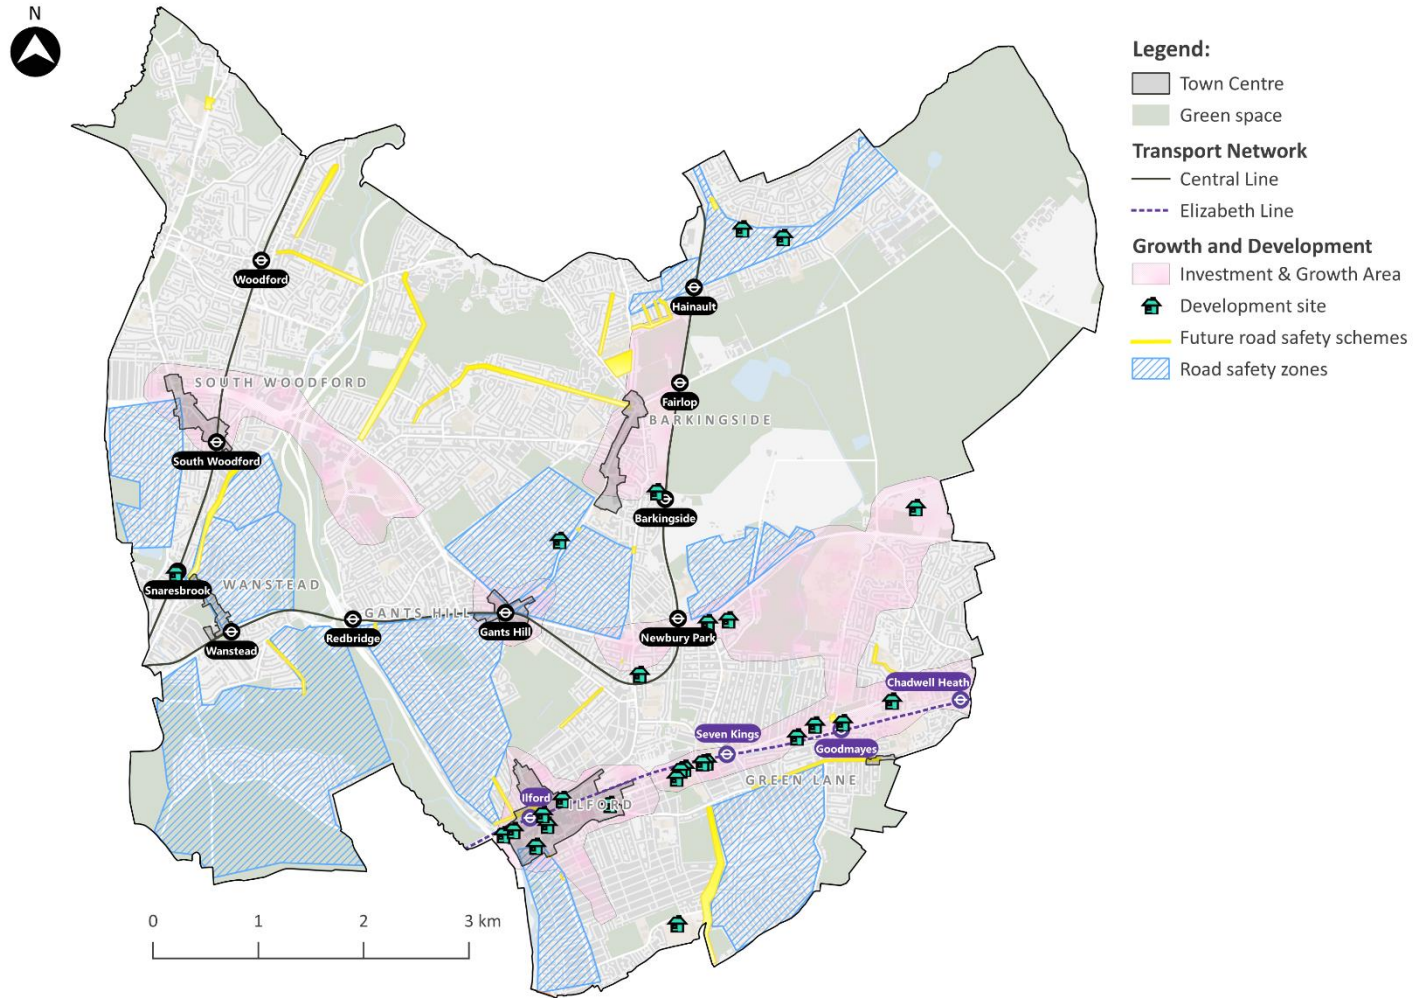 N
Legend:
Town Centre
Green space
Transport Network
Central Line
Elizabeth Line
Growth and Development
Investment & Growth Area
Development site
Future road safety schemes
Road safety zones
Woodford
Hainault
SOUTH WOODFORD
Fairlop
BARKINGSIDE
South Woodford
Barkingside
Snaresbrook
WANSTEAD
GANTS HILL
Gants Hill
Redbridge
Newbury Park
Wanstead
Chadwell Heath
Seven Kings
Goodmayes
GREEN LANE
Ilford
ILFORD
0 1 2 3 km